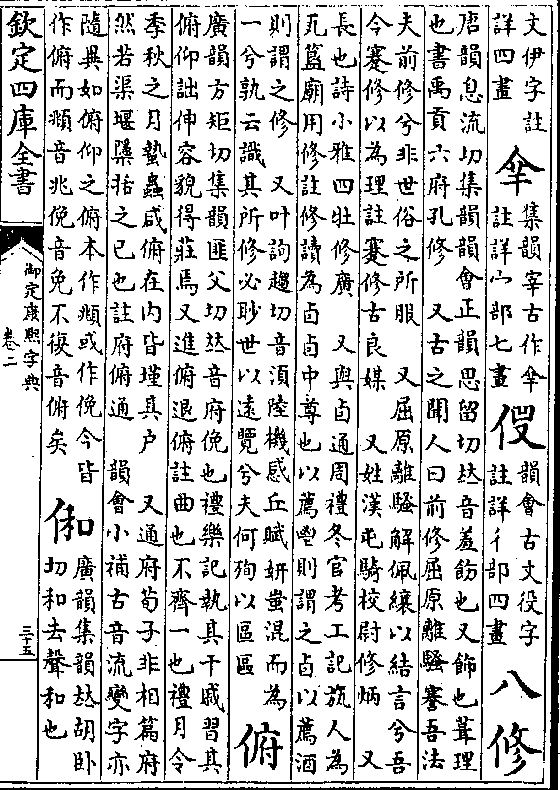 文伊字註
詳四畫
集韻宰古作
註詳宀部七畫
韻會古文役字
註詳彳部四畫
八 修
唐韻息流切集韻韻會正韻思留切𠀤音羞飭也又飾也葺理
也書禹貢六府孔修 又古之聞人曰前修屈原離騷謇吾法
夫前修兮非世俗之所服 又屈原離騷解佩纕以結言兮吾
令蹇修以為理註蹇修古良媒 又姓漢屯騎校尉修炳 又
長也詩小雅四牡修廣 又與卣通周禮冬官考工記旊人為
瓦簋廟用修註修讀為卣卣中尊也以薦鬯則謂之卣以薦酒
則謂之修 又叶詢趨切音須陸機感丘賦妍蚩混而為
一兮孰云識其所修必眇世以遠覽兮夫何殉以區區
俯
廣韻方矩切集韻匪父切𠀤音府俛也禮樂記執其干戚習其
俯仰詘伸容貌得莊焉又進俯退俯註曲也不齊一也禮月令
季秋之月蟄蟲咸俯在内皆墐其户 又通府荀子非相篇府
然若渠堰檃括之已也註府俯通 韻會小補古音流變字亦
隨異如俯仰之俯本作頫或作俛今皆
作俯而頫音兆俛音免不復音俯矣
俰
廣韻集韻𠀤胡卧
切和去聲和也
欽定四庫全書
御定康熙字典
卷二
三十五